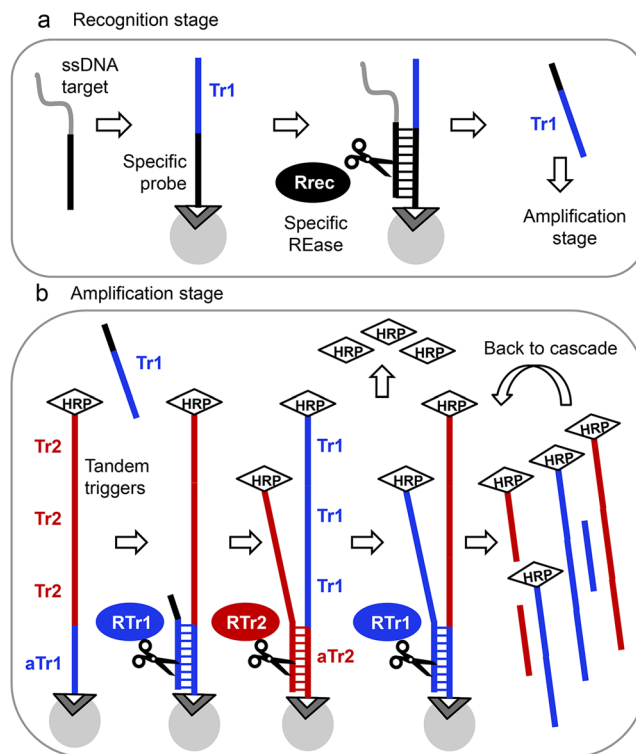 a Recognition stage
ssDNA
target
Tr1
Specific
probe
Rrec
Specific
REase
Tr1
Amplification
stage
b Amplification stage
HRP
Tr2
Tr2
Tr2
aTr1
Tr1
Tandem
triggers
HRP
RTr1
HRP
HRP
HRP
HRP
HRP
Tr1
Tr1
Tr1
RTr2
aTr2
HRP
HRP
RTr1
Back to cascade
HRP
HRP
HRP
HRP